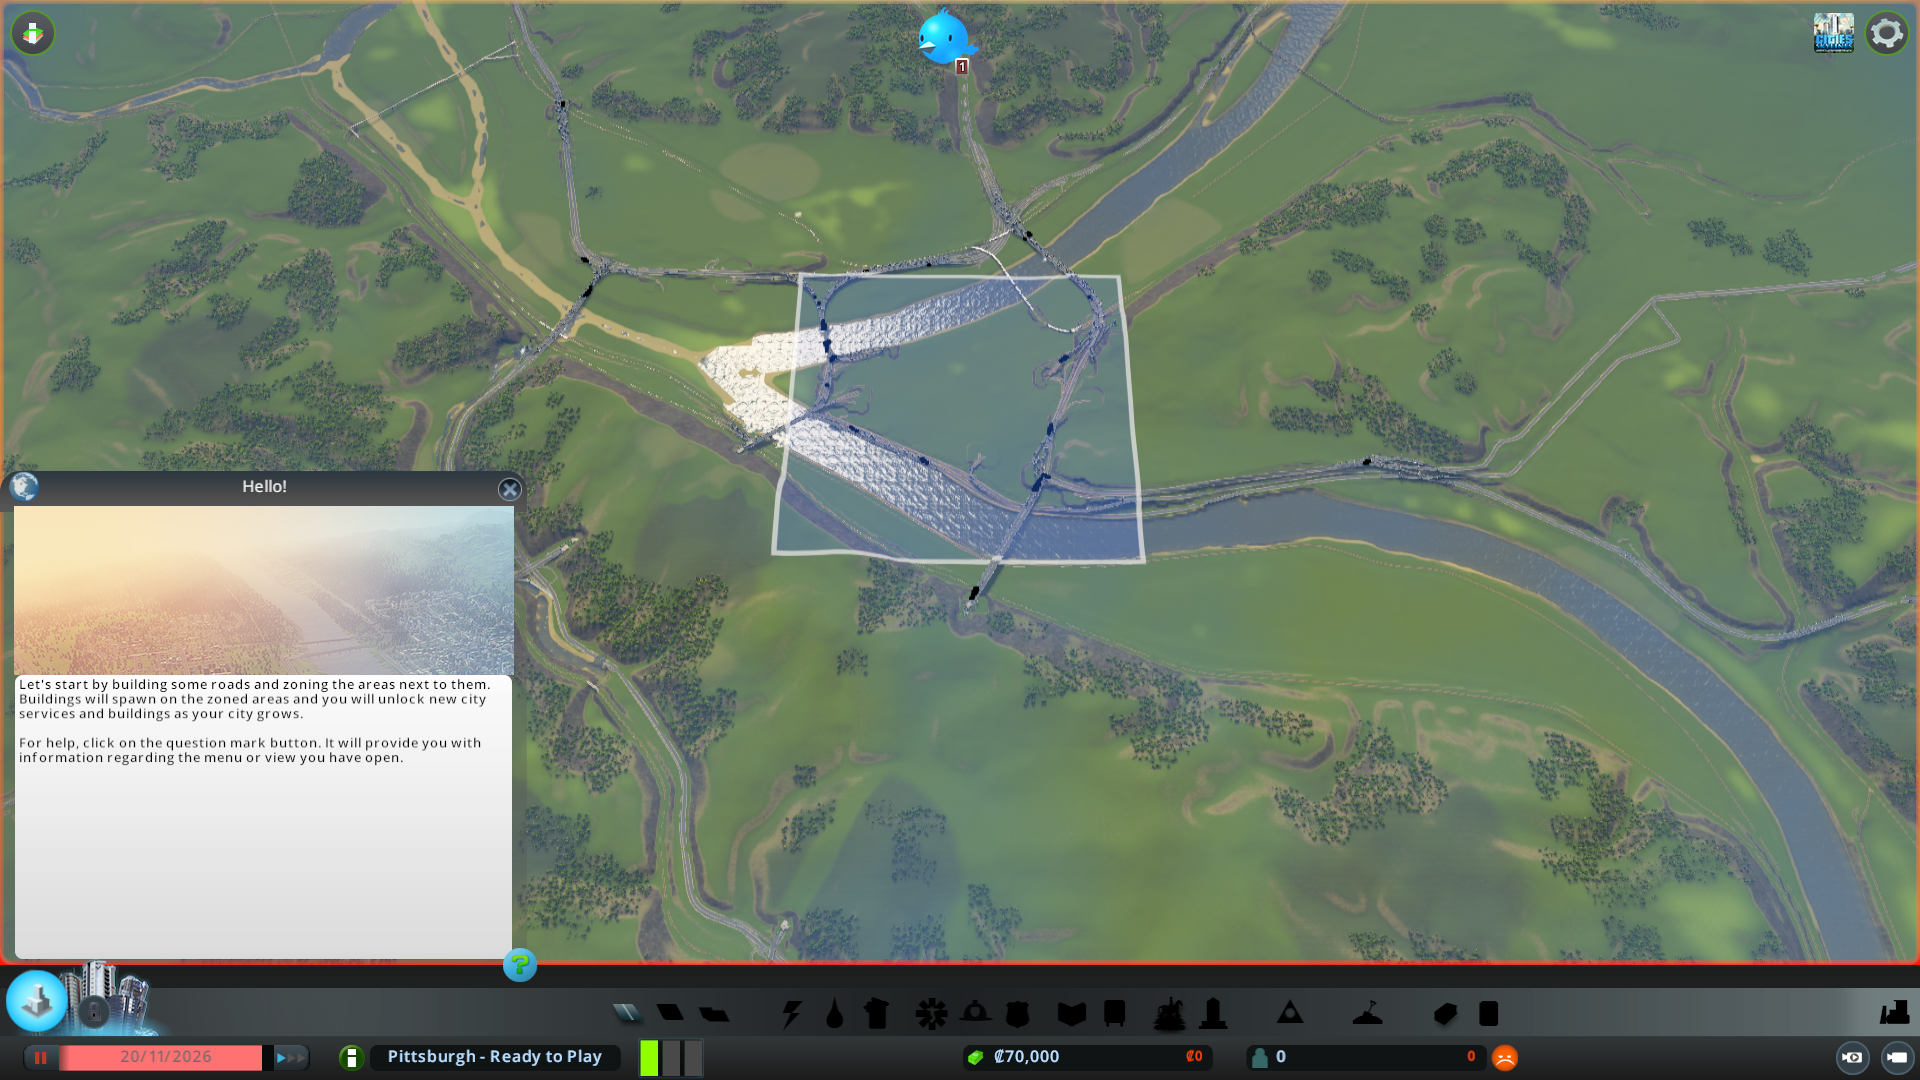 1
CITIES
Hello!
Let's start by building some roads and zoning the areas next to them.
Buildings will spawn on the zoned areas and you will unlock new city
services and buildings as your city grows.
For help, click on the question mark button. It will provide you with
information regarding the menu or view you have open.
?
20/11/2026
Pittsburgh - Ready to Play
₡70,000
₡0
0
0